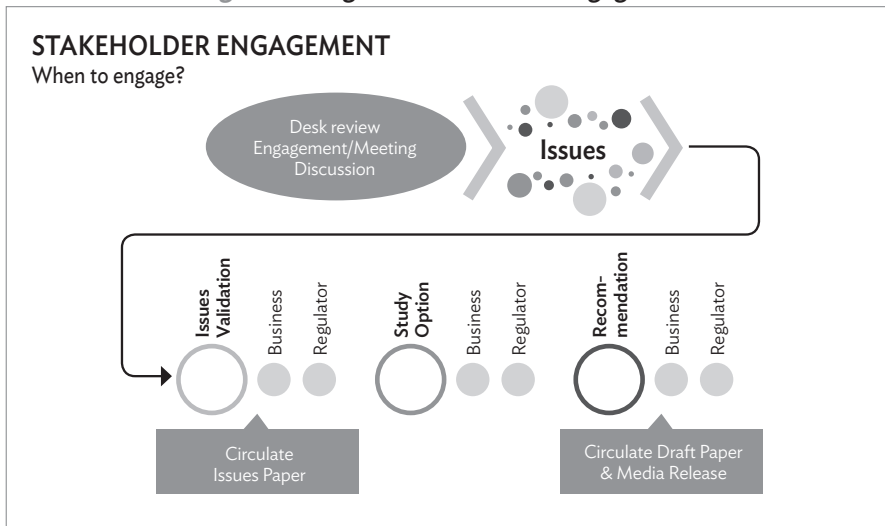 STAKEHOLDER ENGAGEMENT
When to engage?
Desk review
Engagement/Meeting
Discussion
Issues
Issues
Validation
Business
Regulator
Study
Option
Business
Regulator
Recom-
mendation
Business
Regulator
Circulate
Issues Paper
Circulate Draft Paper
& Media Release